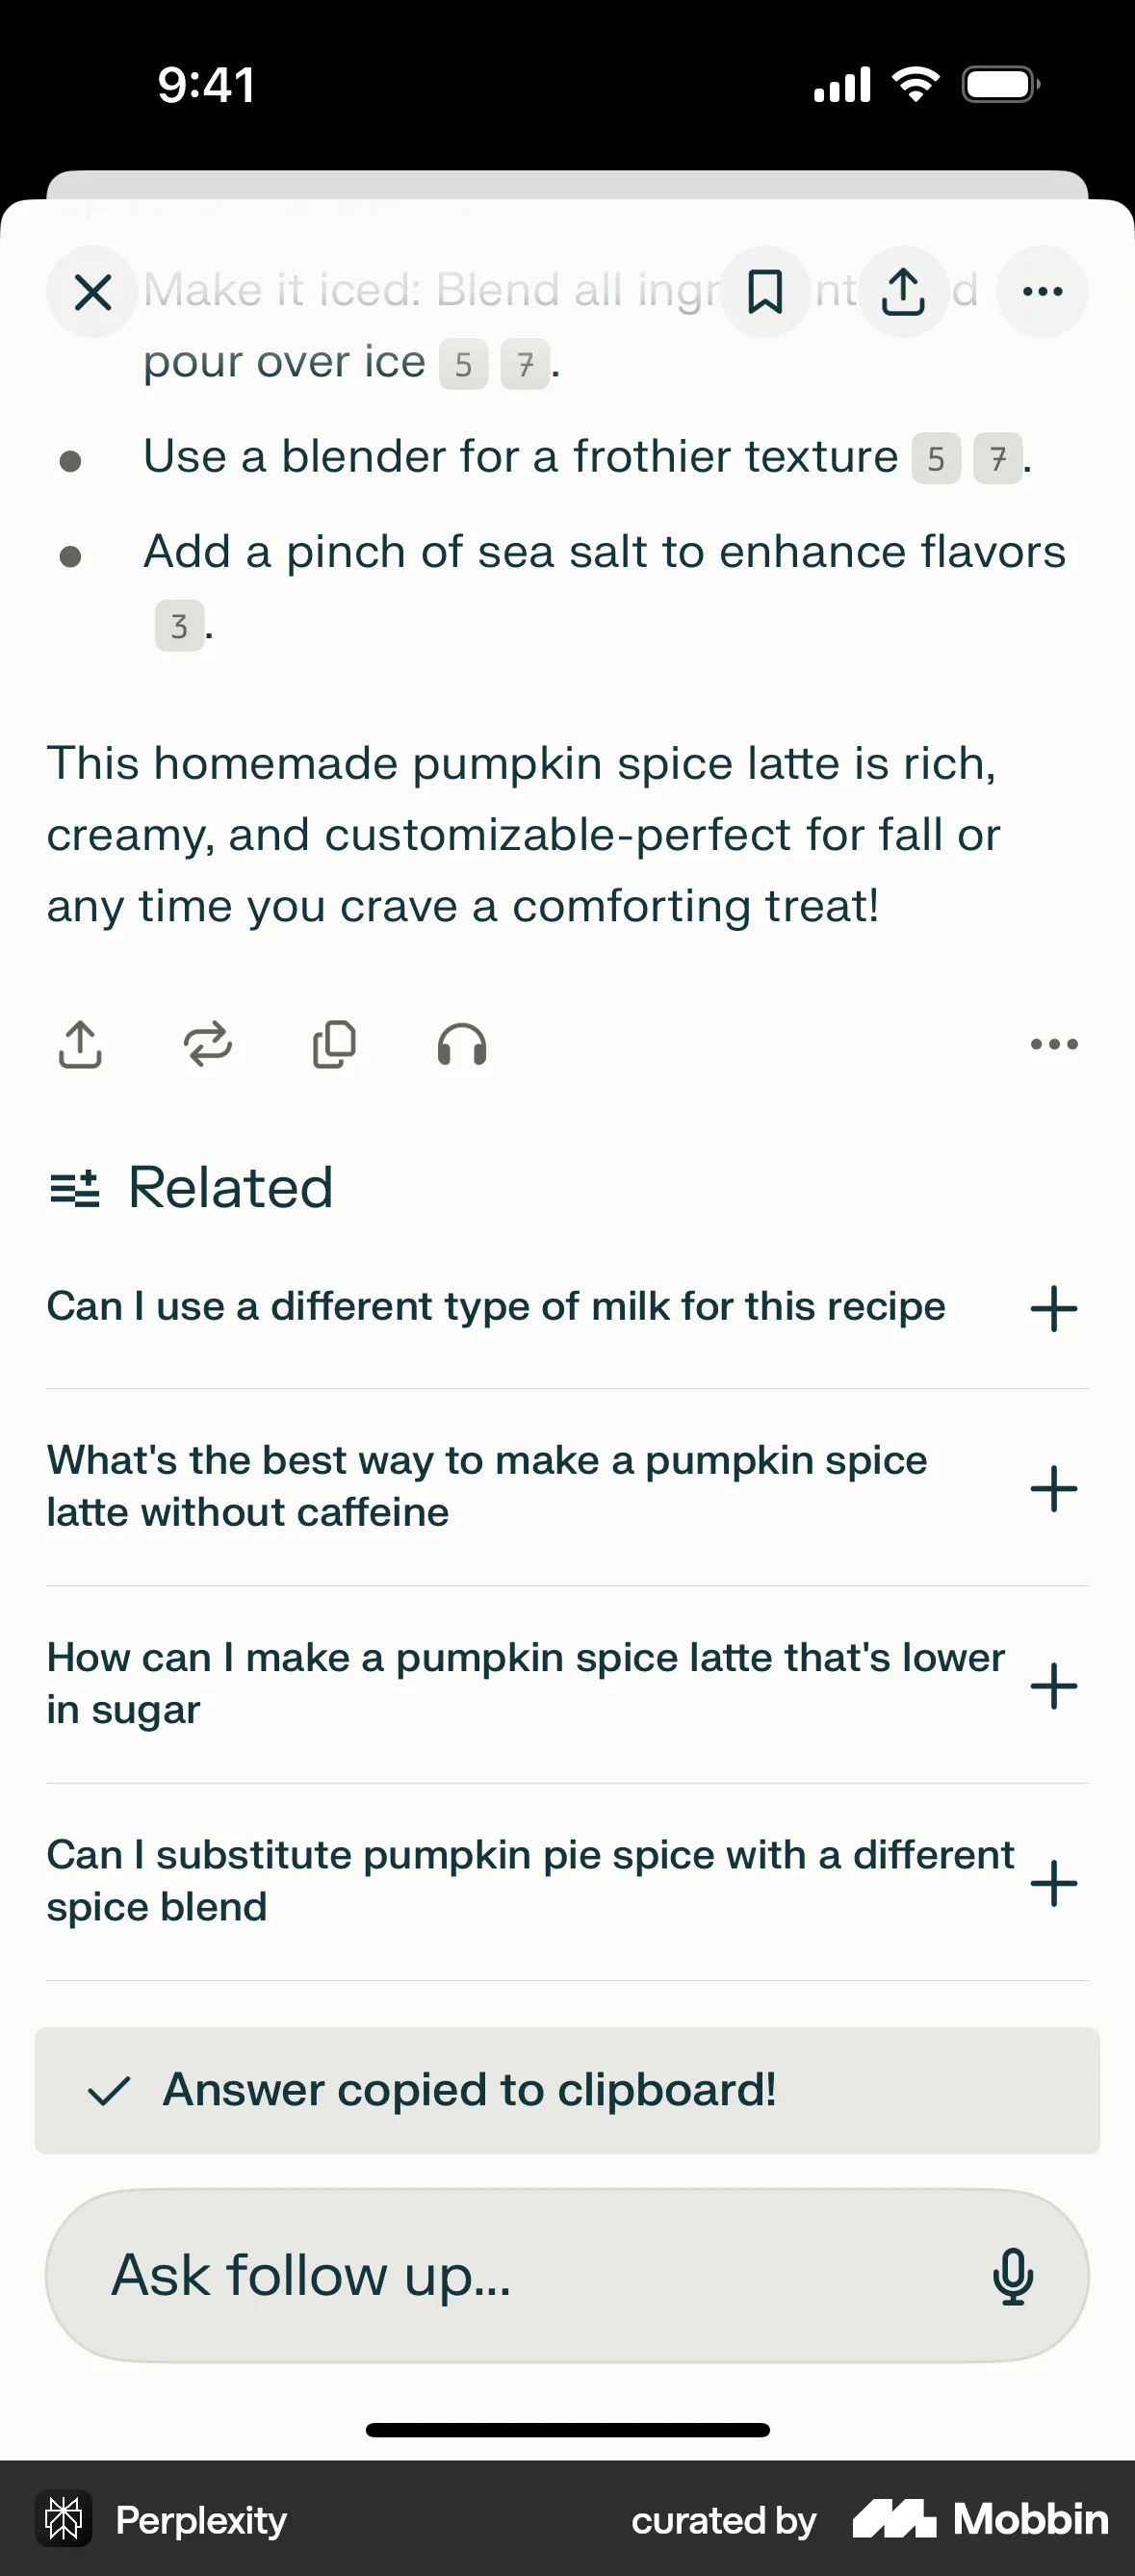 9:41
Make it iced: Blend all
pour over ice 5 7.
Use a blender for a frothier texture 5 7.
Add a pinch of sea salt to enhance flavors
3.
This homemade pumpkin spice latte is rich,
creamy, and customizable-perfect for fall or
any time you crave a comforting treat!
Related
Can I use a different type of milk for this recipe
What's the best way to make a pumpkin spice
latte without caffeine
How can I make a pumpkin spice latte that's lower
in sugar
Can I substitute pumpkin pie spice with a different
spice blend
Answer copied to clipboard!
Ask follow up...
Perplexity curated by Mobbin